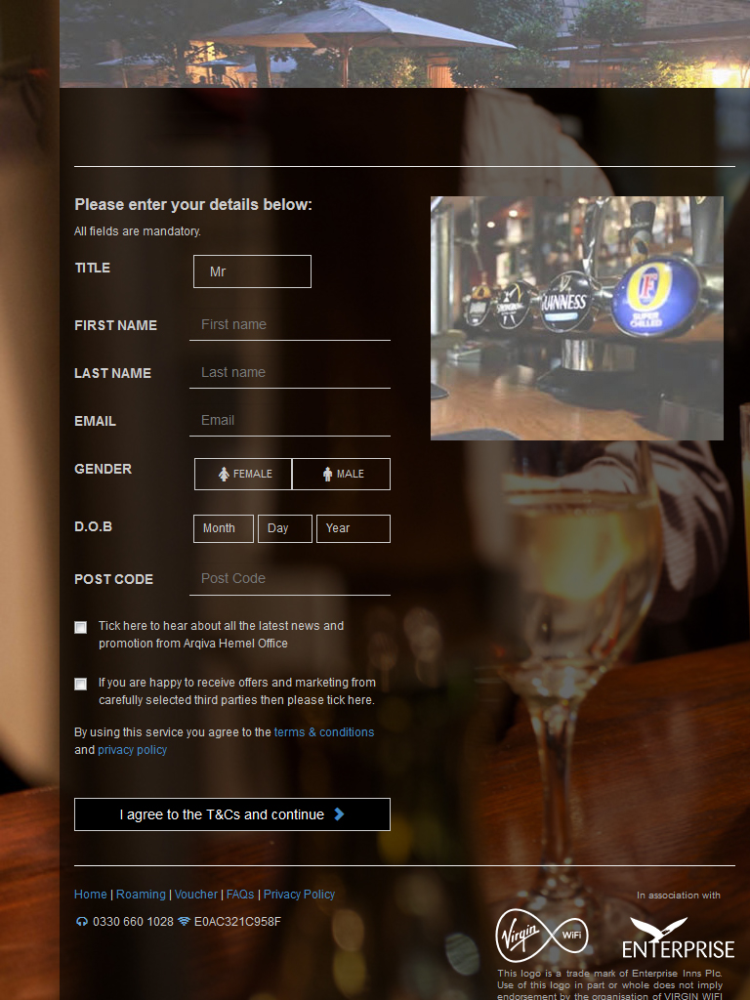 Please enter your details below:
All fields are mandatory.
TITLE Mr
FIRST NAME First name
LAST NAME Last name
EMAIL Email
GENDER FEMALE MALE
D.O.B Month Day Year
POST CODE Post Code
Tick here to hear about all the latest news and
promotion from Arqiva Hemel Office
If you are happy to receive offers and marketing from
carefully selected third parties then please tick here.
By using this service you agree to the terms & conditions
and privacy policy
I agree to the T&Cs and continue
GUINNESS
STRONGBOW
F
SUPER
CHILLED
Home | Roaming | Voucher | FAQs | Privacy Policy
0330 660 1028 E0AC321C958F
In association with
Virgin WiFi
ENTERPRISE
This logo is a trade mark of Enterprise Inns Plc.
Use of this logo in part or whole does not imply
endorsement by the organisation of VIRGIN WIFI